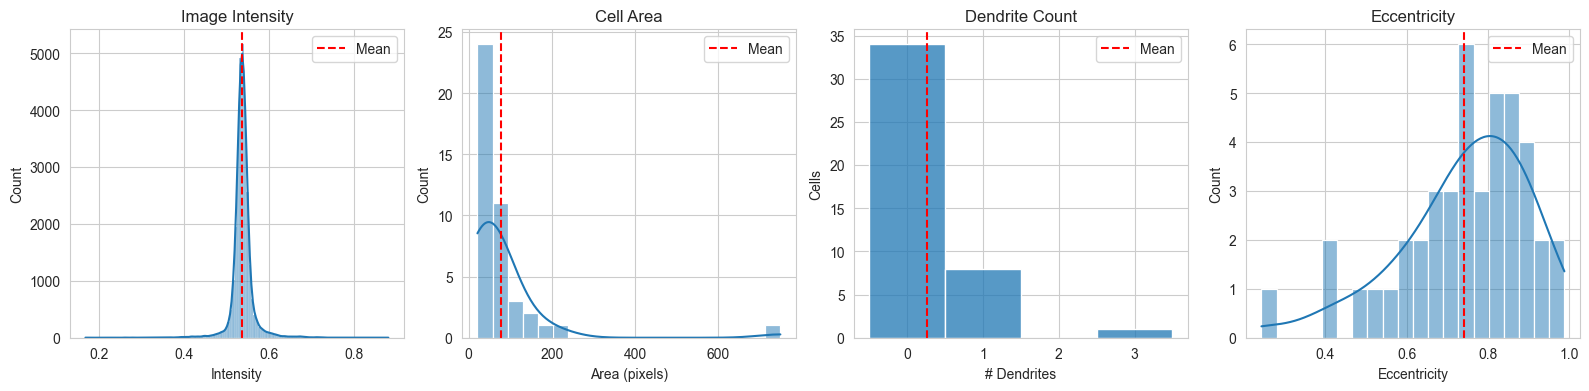 Image Intensity
Mean
5000
4000
3000
2000
1000
0
Count
0.2 0.4 0.6 0.8
Intensity
Cell Area
Mean
25
20
15
10
5
0
Count
0 200 400 600
Area (pixels)
Dendrite Count
Mean
35
30
25
20
15
10
5
0
Cells
0 1 2 3
# Dendrites
Eccentricity
Mean
6
5
4
3
2
1
0
Count
0.4 0.6 0.8 1.0
Eccentricity